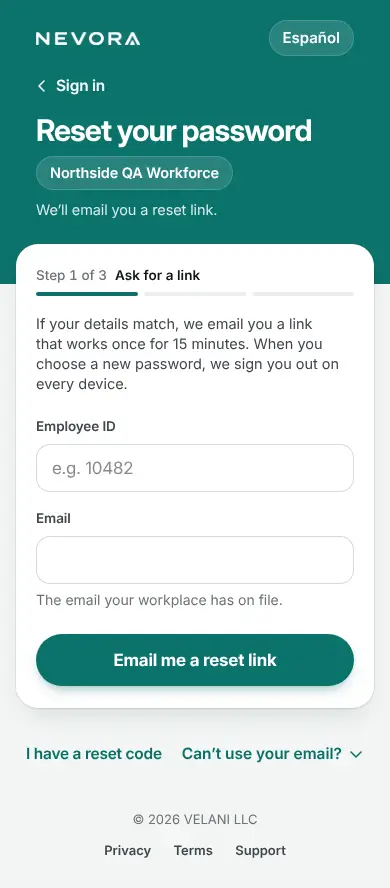 NEVORA
Español
Sign in
Reset your password
Northside QA Workforce
We’ll email you a reset link.
Step 1 of 3 Ask for a link
If your details match, we email you a link
that works once for 15 minutes. When you
choose a new password, we sign you out on
every device.
Employee ID
e.g. 10482
Email
The email your workplace has on file.
Email me a reset link
I have a reset code Can’t use your email?
© 2026 VELANI LLC
Privacy Terms Support